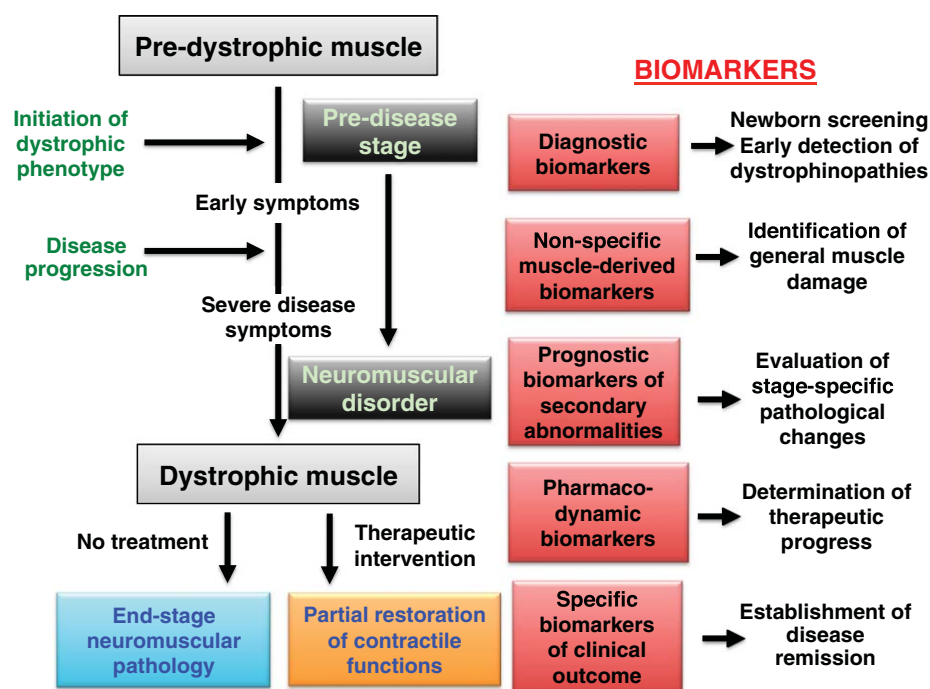 Pre-dystrophic muscle
Initiation of
dystrophic
phenotype
Pre-disease
stage
Early symptoms
Disease
progression
Severe disease
symptoms
Neuromuscular
disorder
Dystrophic muscle
No treatment
Therapeutic
intervention
End-stage
neuromuscular
pathology
Partial restoration
of contractile
functions
BIOMARKERS
Diagnostic
biomarkers
Newborn screening
Early detection of
dystrophinopathies
Non-specific
muscle-derived
biomarkers
Identification of
general muscle
damage
Prognostic
biomarkers of
secondary
abnormalities
Evaluation of
stage-specific
pathological
changes
Pharmaco-
dynamic
biomarkers
Determination of
therapeutic
progress
Specific
biomarkers
of clinical
outcome
Establishment of
disease
remission